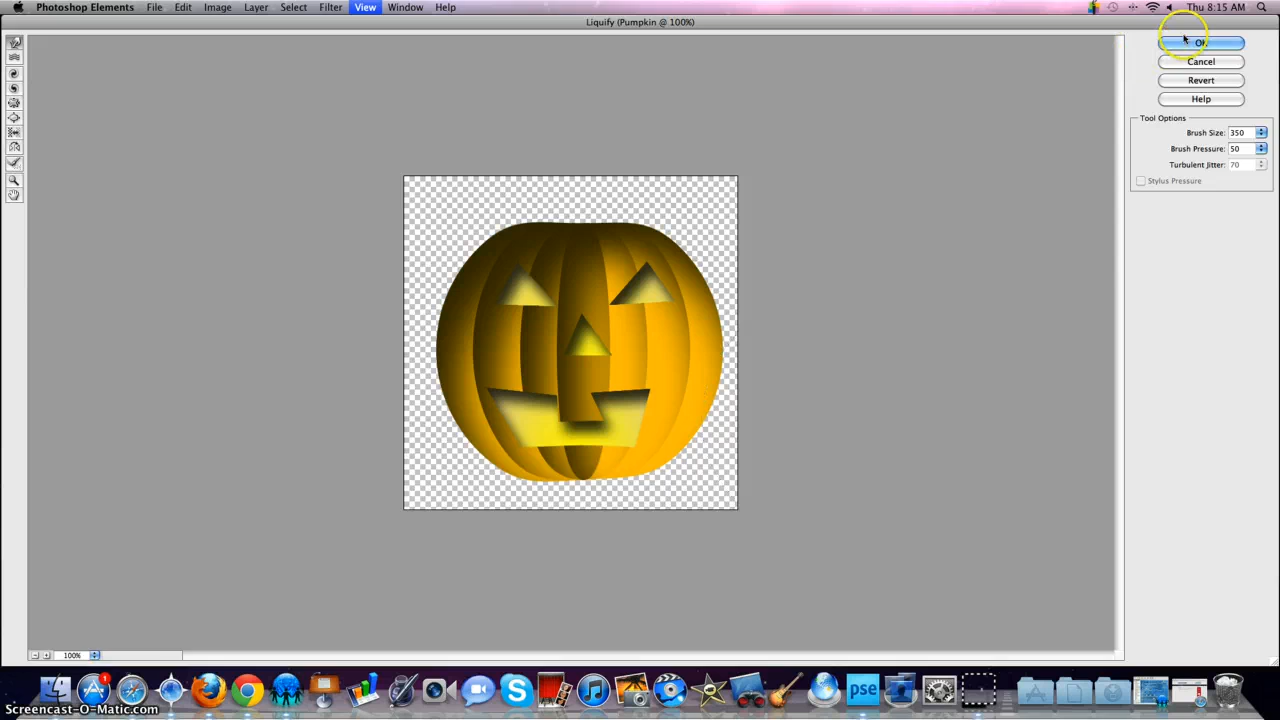 Photoshop Elements File Edit Image Layer Select Filter View Window Help Thu 8:15 AM
Liquify (Pumpkin @ 100%)
OK
Cancel
Revert
Help
Tool Options
Brush Size: 350
Brush Pressure: 50
Turbulent Jitter: 70
Stylus Pressure
100%
1
Screencast-O-Matic.com
pse